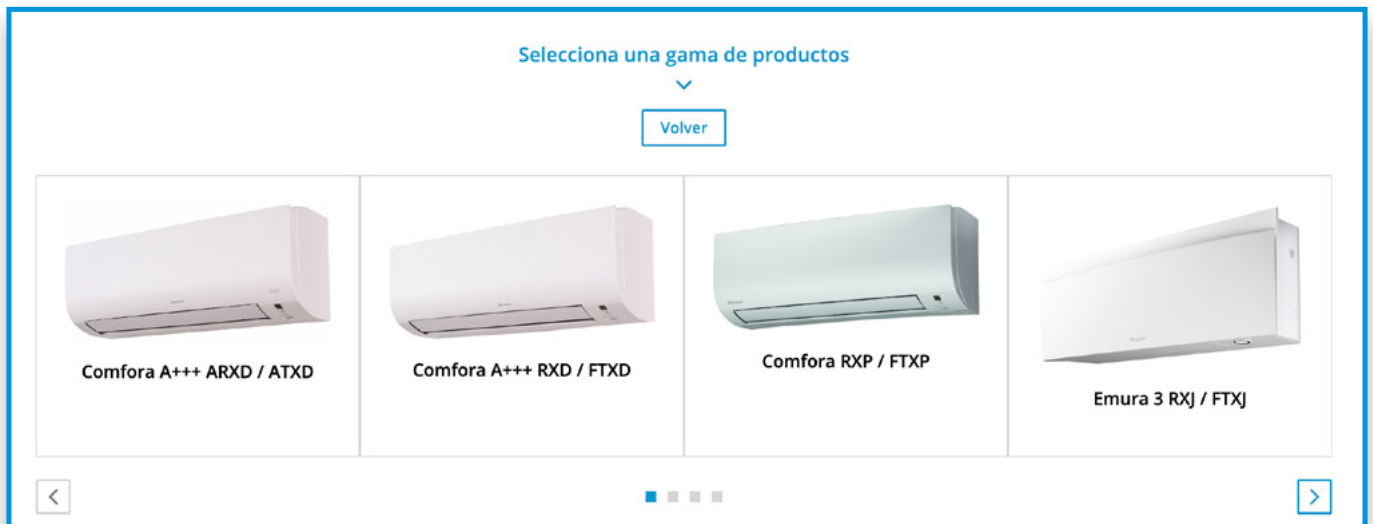 Selecciona una gama de productos
Volver
Comfora A+++ ARXD / ATXD
Comfora A+++ RXD / FTXD
Comfora RXP / FTXP
Emura 3 RXJ / FTXJ